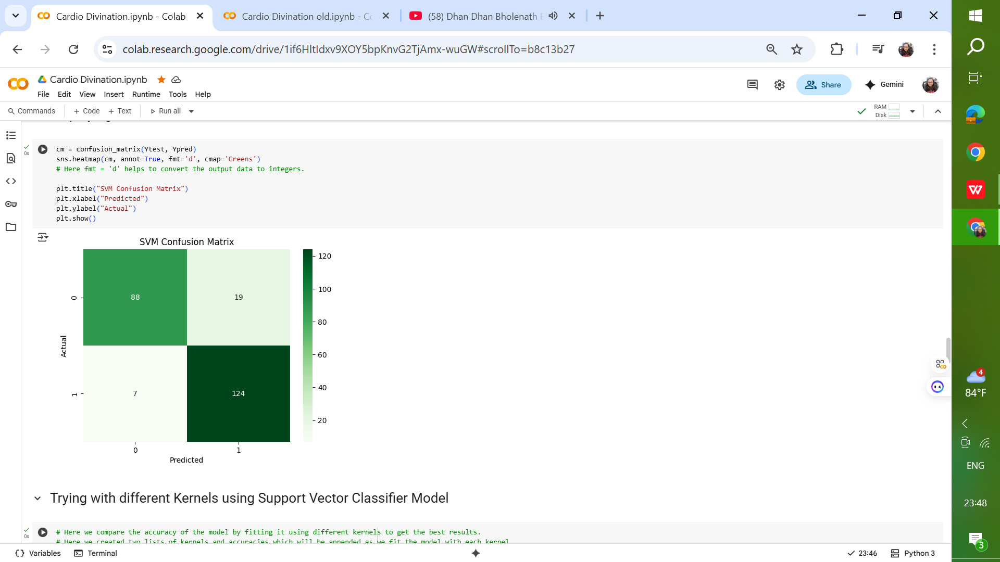 Cardio Divination.ipynb - Colab
Cardio Divination old.ipynb - Co
(58) Dhan Dhan Bholenath B
colab.research.google.com/drive/1if6HltIdxv9XOY5bpKnvG2TjAmx-wuGW#scrollTo=b8c13b27
Cardio Divination.ipynb
File Edit View Insert Runtime Tools Help
Share
Gemini
Commands + Code + Text Run all
RAM
Disk
0s
cm = confusion_matrix(Ytest, Ypred)
sns.heatmap(cm, annot=True, fmt='d', cmap='Greens')
# Here fmt = 'd' helps to convert the output data to integers.
plt.title("SVM Confusion Matrix")
plt.xlabel("Predicted")
plt.ylabel("Actual")
plt.show()
SVM Confusion Matrix
Actual
0
1
88 19
7 124
0 1
Predicted
120
100
80
60
40
20
Trying with different Kernels using Support Vector Classifier Model
0s
# Here we compare the accuracy of the model by fitting it using different kernels to get the best results.
# Here we created two lists of kernels and accuracies which will be appended as we fit the model with each kernel
Variables Terminal
23:46 Python 3
4
84°F
ENG
23:48
3